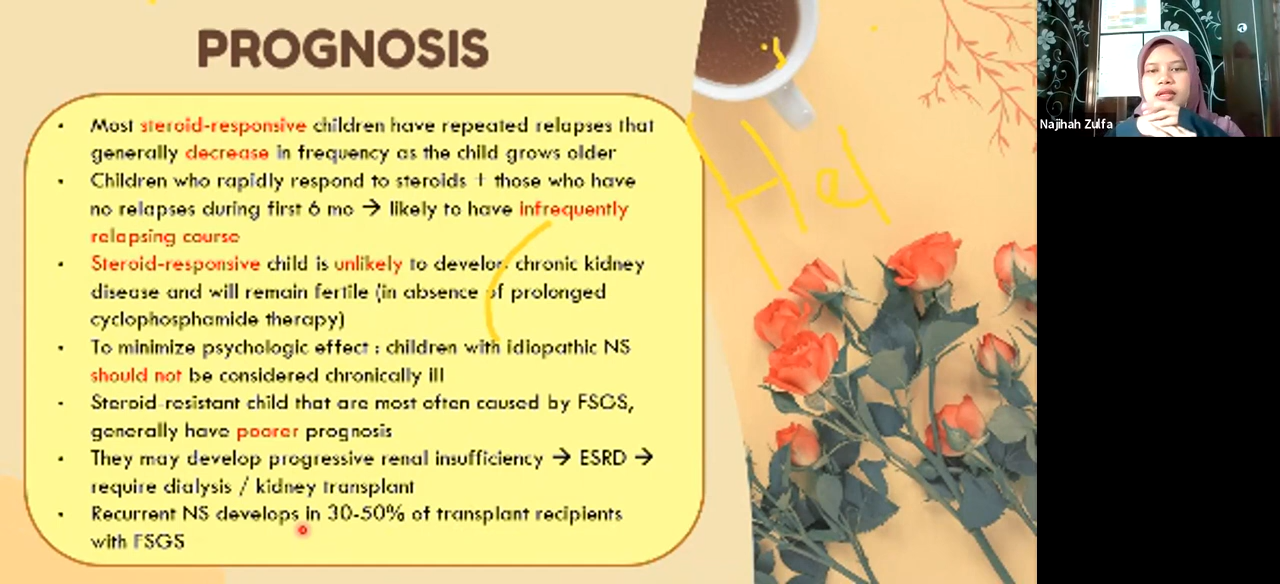 PROGNOSIS
• Most steroid-responsive children have repeated relapses that
generally decrease in frequency as the child grows older
• Children who rapidly respond to steroids + those who have
no relapses during first 6 mo → likely to have infrequently
relapsing course
• Steroid-responsive child is unlikely to develop chronic kidney
disease and will remain fertile (in absence of prolonged
cyclophosphamide therapy)
• To minimize psychologic effect : children with idiopathic NS
should not be considered chronically ill
• Steroid-resistant child that are most often caused by FSGS,
generally have poorer prognosis
• They may develop progressive renal insufficiency → ESRD →
require dialysis / kidney transplant
• Recurrent NS develops in 30-50% of transplant recipients
with FSGS
Hel
Najihah Zulfa